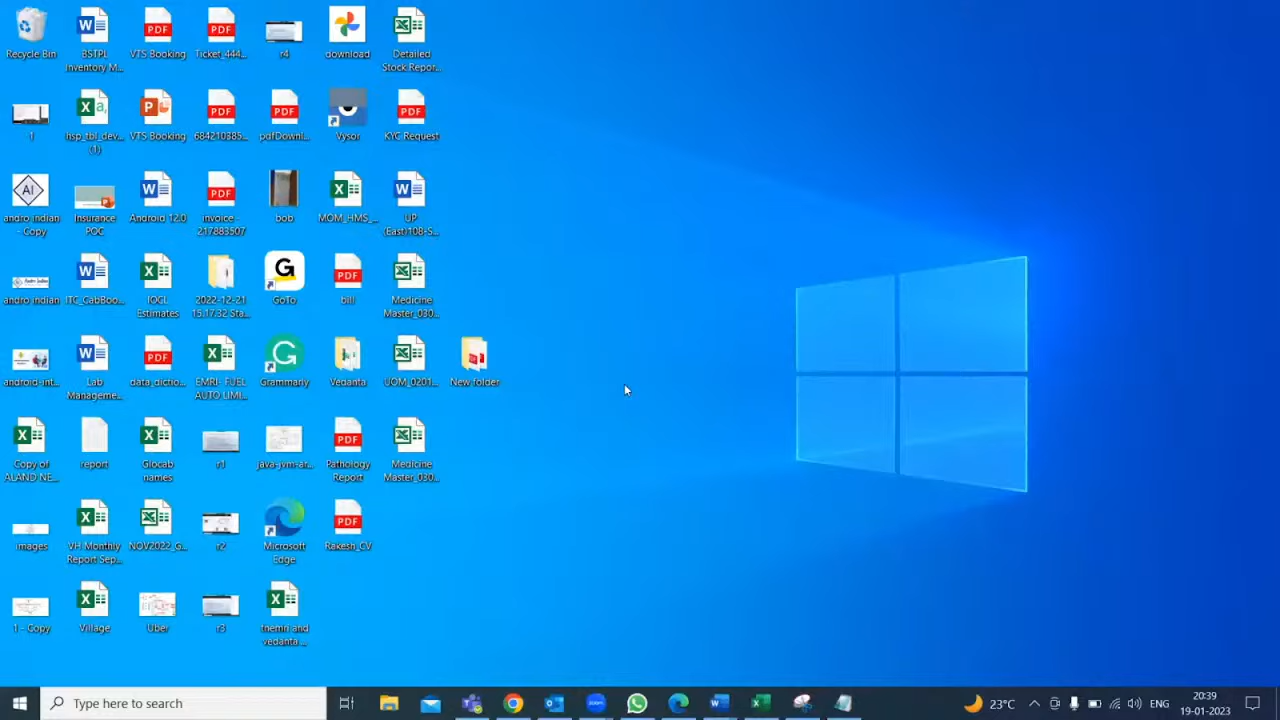 Recycle Bin
BSTPL
Inventory M...
VTS Booking
Ticket_444...
r4
download
Detailed
Stock Repor...
1
hsp_tbl_dev...
(1)
VTS Booking
684210385...
pdfDownl...
Vysor
KYC Request
andro indian
- Copy
Insurance
POC
Android 12.0
invoice -
217883507
bob
MOM_HMS_...
UP
(East)108-S...
andro indian
ITC_CabBoo...
IOCL
Estimates
2022-12-21
15.17.32 Sta...
GoTo
bill
Medicine
Master_030...
android-int...
Lab
Manageme...
data_dictio...
EMRI- FUEL
AUTO LIMI...
Grammarly
Vedanta
UOM_0201...
New folder
Copy of
ALAND NE...
report
Glocab
names
r1
java-jvm-ar...
Pathology
Report
Medicine
Master_030...
images
VH Monthly
Report Sep...
NOV2022_G...
r2
Microsoft
Edge
Rakesh_CV
1 - Copy
Village
Uber
r3
fnemri and
vedanta ...
Type here to search
23°C
ENG
20:39
19-01-2023